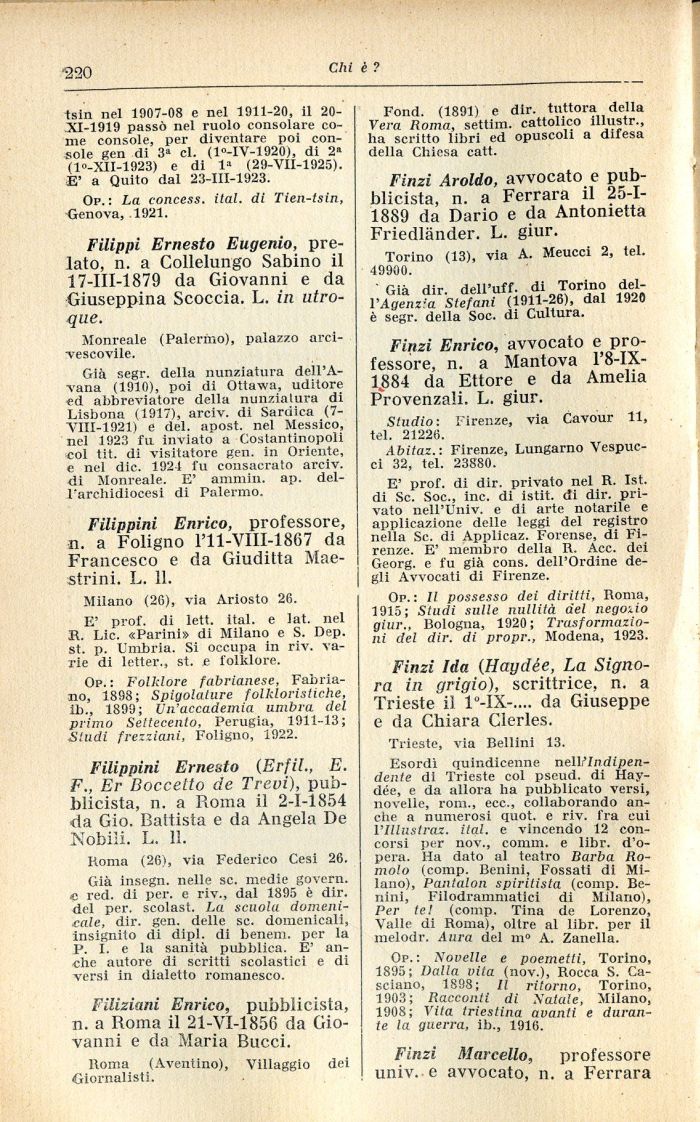 220
Chi è ?
tsin nel 1907-08 e nel 1911-20, il 20-
XI-1919 passò nel ruolo consolare co-
me console, per diventare poi con-
sole gen di 3ª cl. (1º-IV-1920), di 2ª
(1º-XII-1923) e di 1ª (29-VII-1925).
E' a Quito dal 23-III-1923.
Op.: La concess. ital. di Tien-tsin,
Genova, 1921.
Filippi Ernesto Eugenio, pre-
lato, n. a Collelungo Sabino il
17-III-1879 da Giovanni e da
Giuseppina Scoccia. L. in utro-
que.
Monreale (Palermo), palazzo arci-
vescovile.
Già segr. della nunziatura dell'A-
vana (1910), poi di Ottawa, uditore
ed abbreviatore della nunziatura di
Lisbona (1917), arciv. di Sardica (7-
VIII-1921) e del. apost. nel Messico,
nel 1923 fu inviato a Costantinopoli
col tit. di visitatore gen. in Oriente,
e nel dic. 1924 fu consacrato arciv.
di Monreale. E' ammin. ap. del-
l'archidiocesi di Palermo.
Filippini Enrico, professore,
n. a Foligno l'11-VIII-1867 da
Francesco e da Giuditta Mae-
strini. L. ll.
Milano (26), via Ariosto 26.
E' prof. di lett. ital. e lat. nel
R. Lic. «Parini» di Milano e S. Dep.
st. p. Umbria. Si occupa in riv. va-
rie di letter., st. e folklore.
Op.: Folklore fabrianese, Fabria-
no, 1898; Spigolature folkloristiche,
ib., 1899; Un'accademia umbra del
primo Settecento, Perugia, 1911-13;
Studi frezziani, Foligno, 1922.
Filippini Ernesto (Erfil., E.
F., Er Boccetto de Trevi), pub-
blicista, n. a Roma il 2-I-1854
da Gio. Battista e da Angela De
Nobili. L. ll.
Roma (26), via Federico Cesi 26.
Già insegn. nelle sc. medie govern.
e red. di per. e riv., dal 1895 è dir.
del per. scolast. La scuola domeni-
cale, dir. gen. delle sc. domenicali,
insignito di dipl. di benem. per la
P. I. e la sanità pubblica. E' an-
che autore di scritti scolastici e di
versi in dialetto romanesco.
Filiziani Enrico, pubblicista,
n. a Roma il 21-VI-1856 da Gio-
vanni e da Maria Bucci.
Roma (Aventino), Villaggio dei
Giornalisti.
Fond. (1891) e dir. tuttora della
Vera Roma, settim. cattolico illustr.,
ha scritto libri ed opuscoli a difesa
della Chiesa catt.
Finzi Aroldo, avvocato e pub-
blicista, n. a Ferrara il 25-I-
1889 da Dario e da Antonietta
Friedländer. L. giur.
Torino (13), via A. Meucci 2, tel.
49900.
Già dir. dell'uff. di Torino del-
l'Agenzia Stefani (1911-26), dal 1920
è segr. della Soc. di Cultura.
Finzi Enrico, avvocato e pro-
fessore, n. a Mantova l'8-IX-
1884 da Ettore e da Amelia
Provenzali. L. giur.
Studio: Firenze, via Cavour 11,
tel. 21226.
Abitaz.: Firenze, Lungarno Vespuc-
ci 32, tel. 23880.
E' prof. di dir. privato nel R. Ist.
di Sc. Soc., inc. di istit. di dir. pri-
vato nell'Univ. e di arte notarile e
applicazione delle leggi del registro
nella Sc. di Applicaz. Forense, di Fi-
renze. E' membro della R. Acc. dei
Georg. e fu già cons. dell'Ordine de-
gli Avvocati di Firenze.
Op.: Il possesso dei diritti, Roma,
1915; Studi sulle nullità del negozio
giur., Bologna, 1920; Trasformazio-
ni del dir. di propr., Modena, 1923.
Finzi Ida (Haydée, La Signo-
ra in grigio), scrittrice, n. a
Trieste il 1º-IX-.... da Giuseppe
e da Chiara Clerles.
Trieste, via Bellini 13.
Esordì quindicenne nell'Indipen-
dente di Trieste col pseud. di Hay-
dée, e da allora ha pubblicato versi,
novelle, rom., ecc., collaborando an-
che a numerosi quot. e riv. fra cui
l'Illustraz. ital. e vincendo 12 con-
corsi per nov., comm. e libr. d'o-
pera. Ha dato al teatro Barba Ro-
molo (comp. Benini, Fossati di Mi-
lano), Pantalon spiritista (comp. Be-
nini, Filodrammatici di Milano),
Per te! (comp. Tina de Lorenzo,
Valle di Roma), oltre al libr. per il
melodr. Aura del mº A. Zanella.
Op.: Novelle e poemetti, Torino,
1895; Dalla vita (nov.), Rocca S. Ca-
sciano, 1898; Il ritorno, Torino,
1903; Racconti di Natale, Milano,
1908; Vita triestina avanti e duran-
te la guerra, ib., 1916.
Finzi Marcello, professore
univ. e avvocato, n. a Ferrara